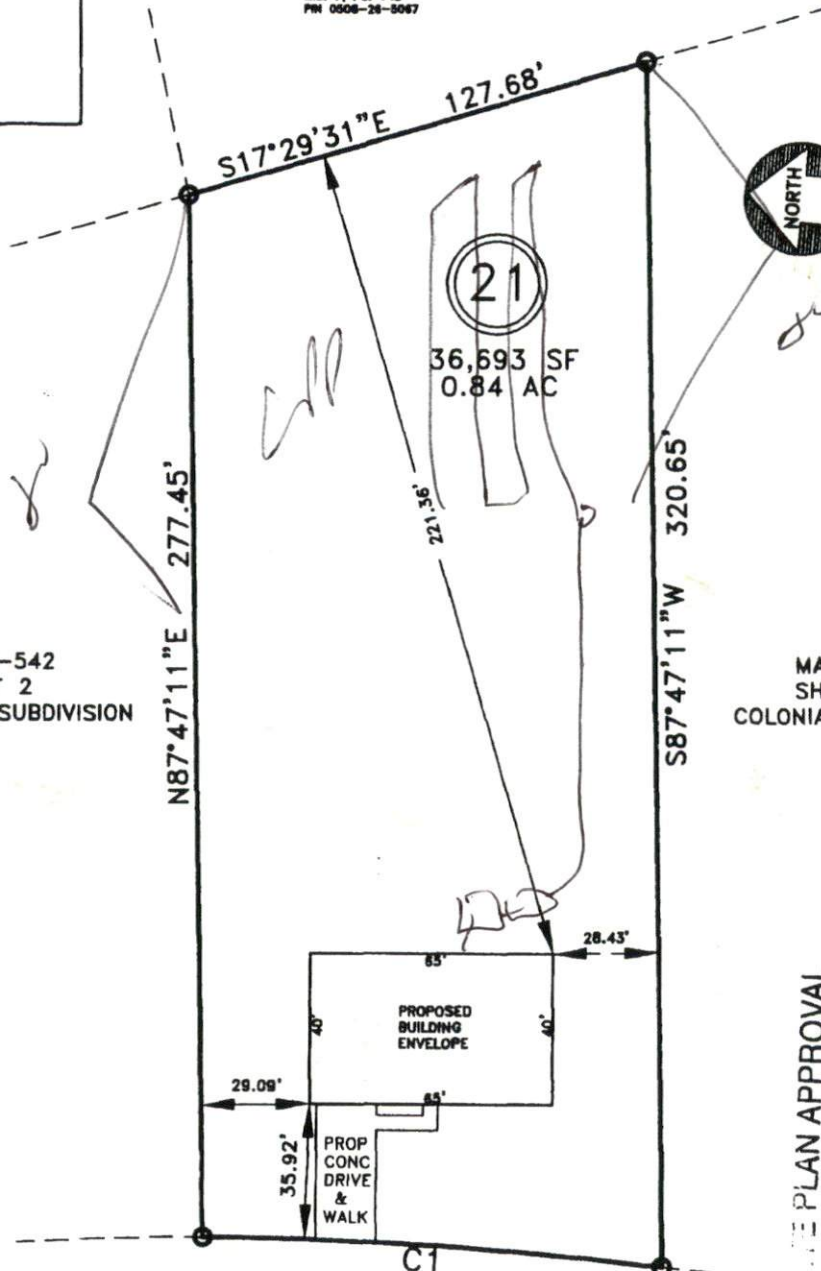 PIN 0506-26-5067
S17°29'31"E 127.68'
NORTH
21
36,693 SF
0.84 AC
221.36'
N87°47'11"E 277.45'
S87°47'11"W 320.65'
-542
2
SUBDIVISION
MA
SH
COLONIA
28.43'
65'
40'
PROPOSED
BUILDING
ENVELOPE
40'
65'
29.09'
35.92'
PROP
CONC
DRIVE
&
WALK
C1
PLAN APPROVAL